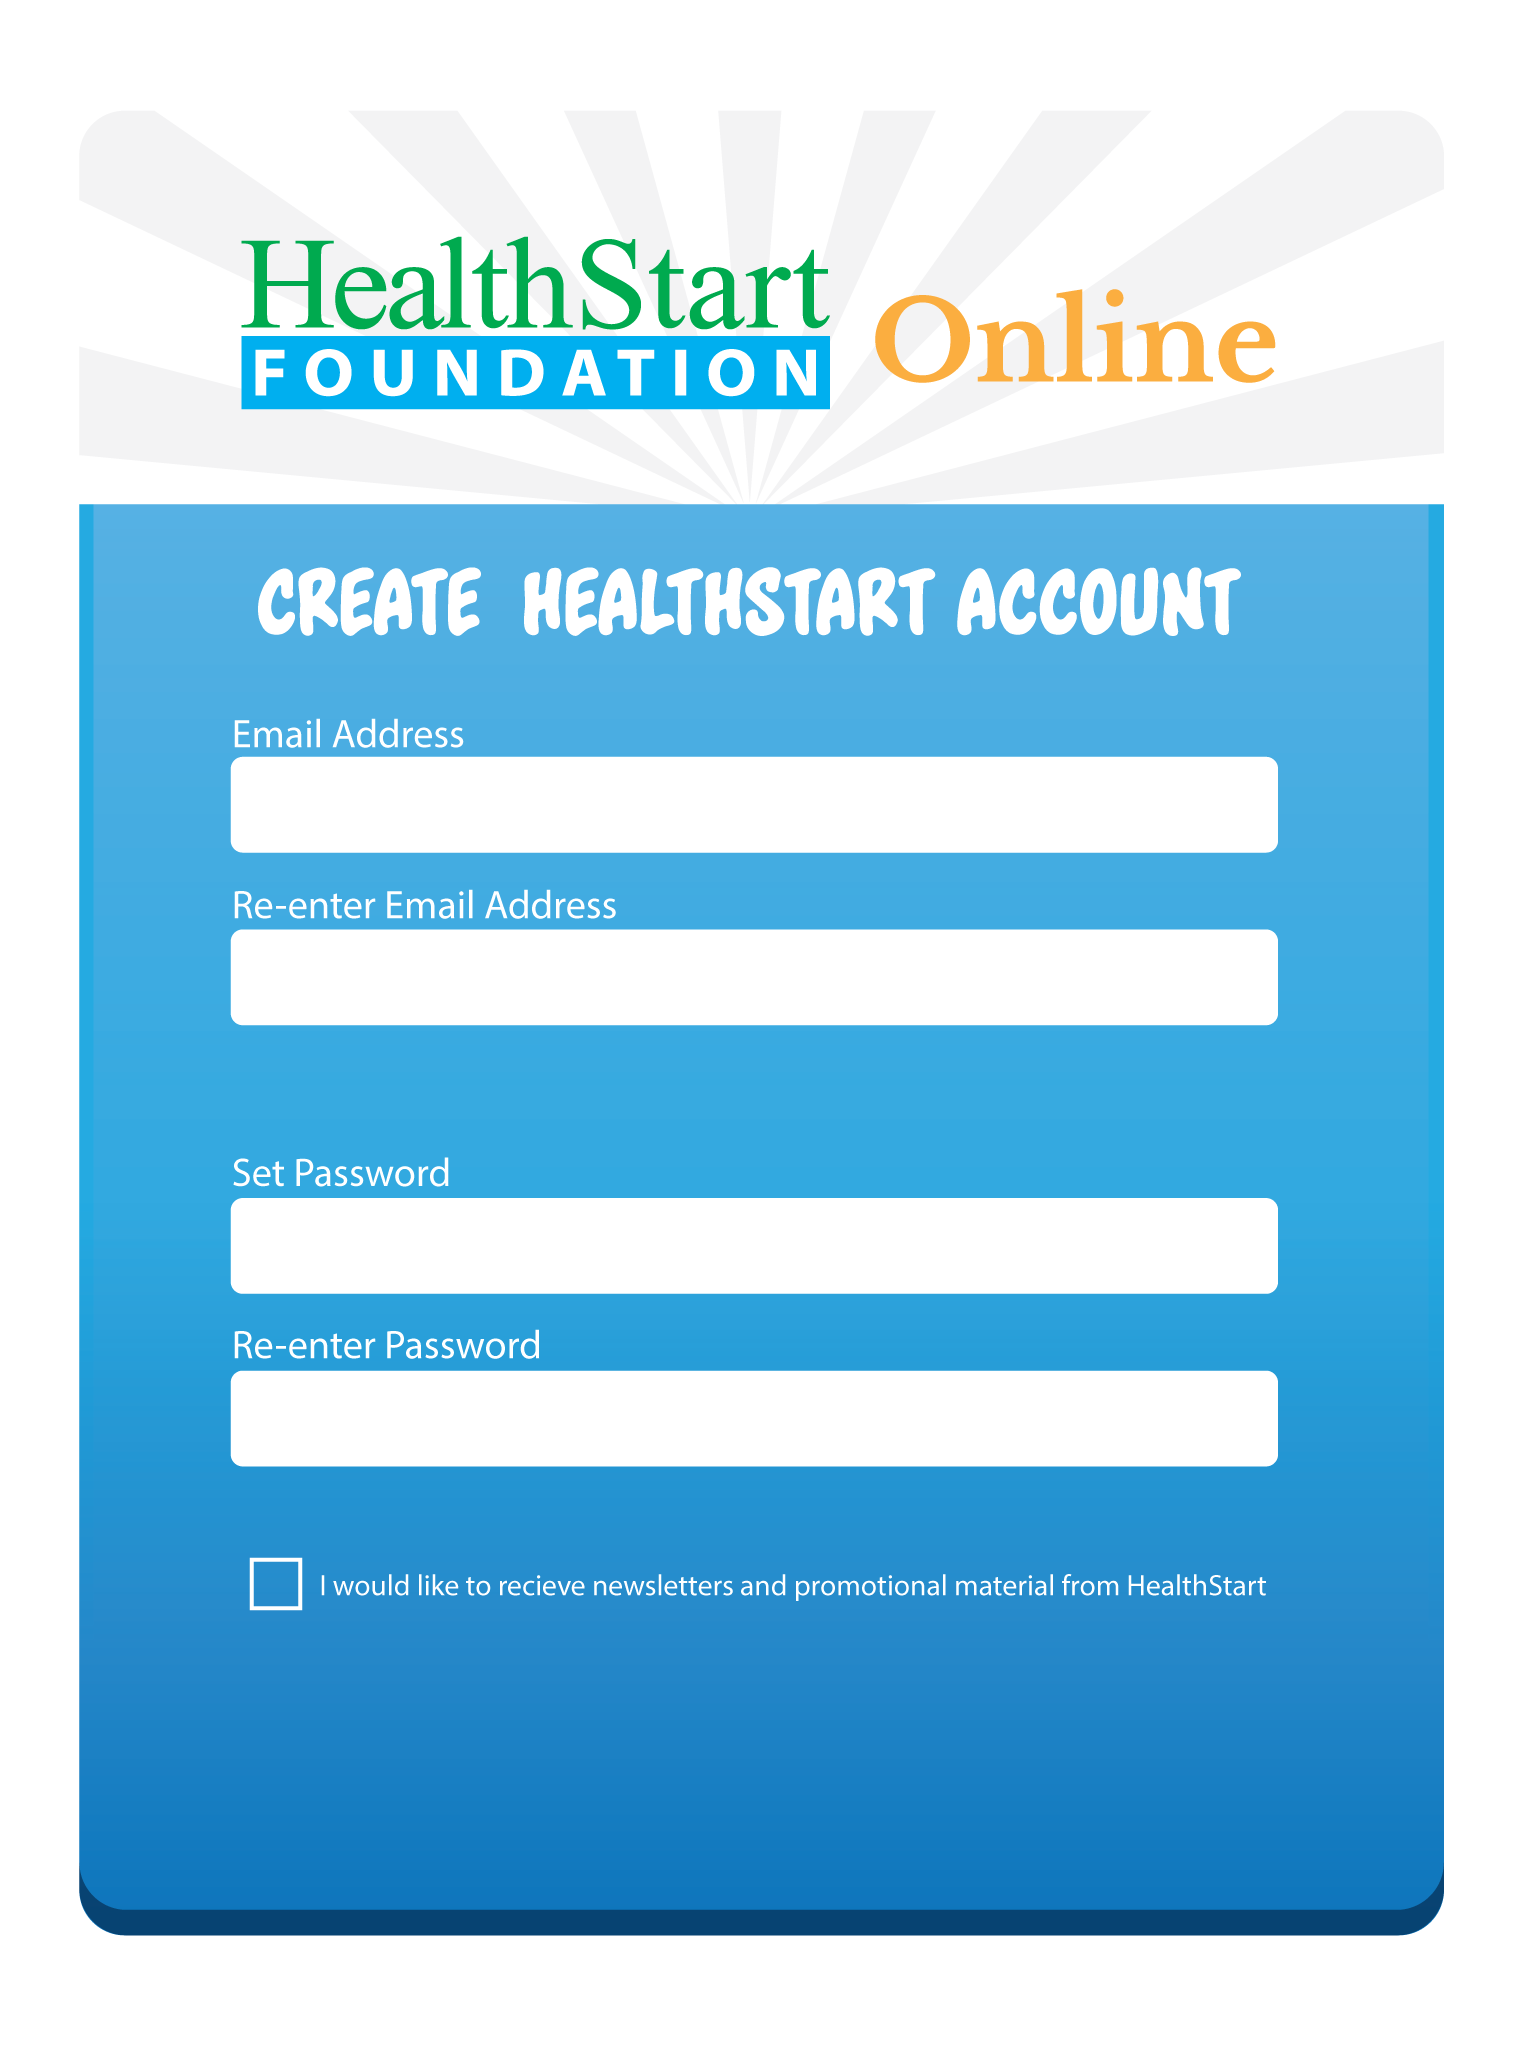 HealthStart
FOUNDATION
Online
CREATE HEALTHSTART ACCOUNT
Email Address
Re-enter Email Address
Set Password
Re-enter Password
I would like to recieve newsletters and promotional material from HealthStart